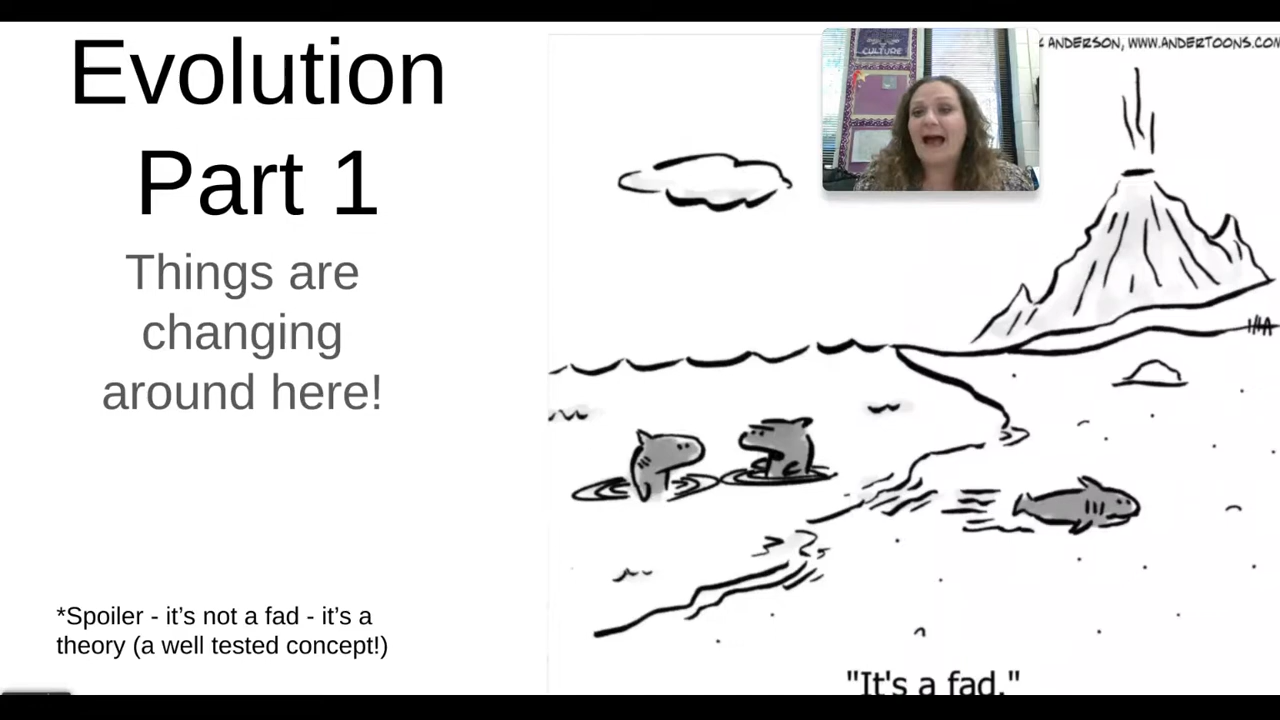 Evolution
Part 1
Things are
changing
around here!
*Spoiler - it's not a fad - it's a
theory (a well tested concept!)
CULTURE
ANDERSON, WWW.ANDERTOONS.COM
"It's a fad."